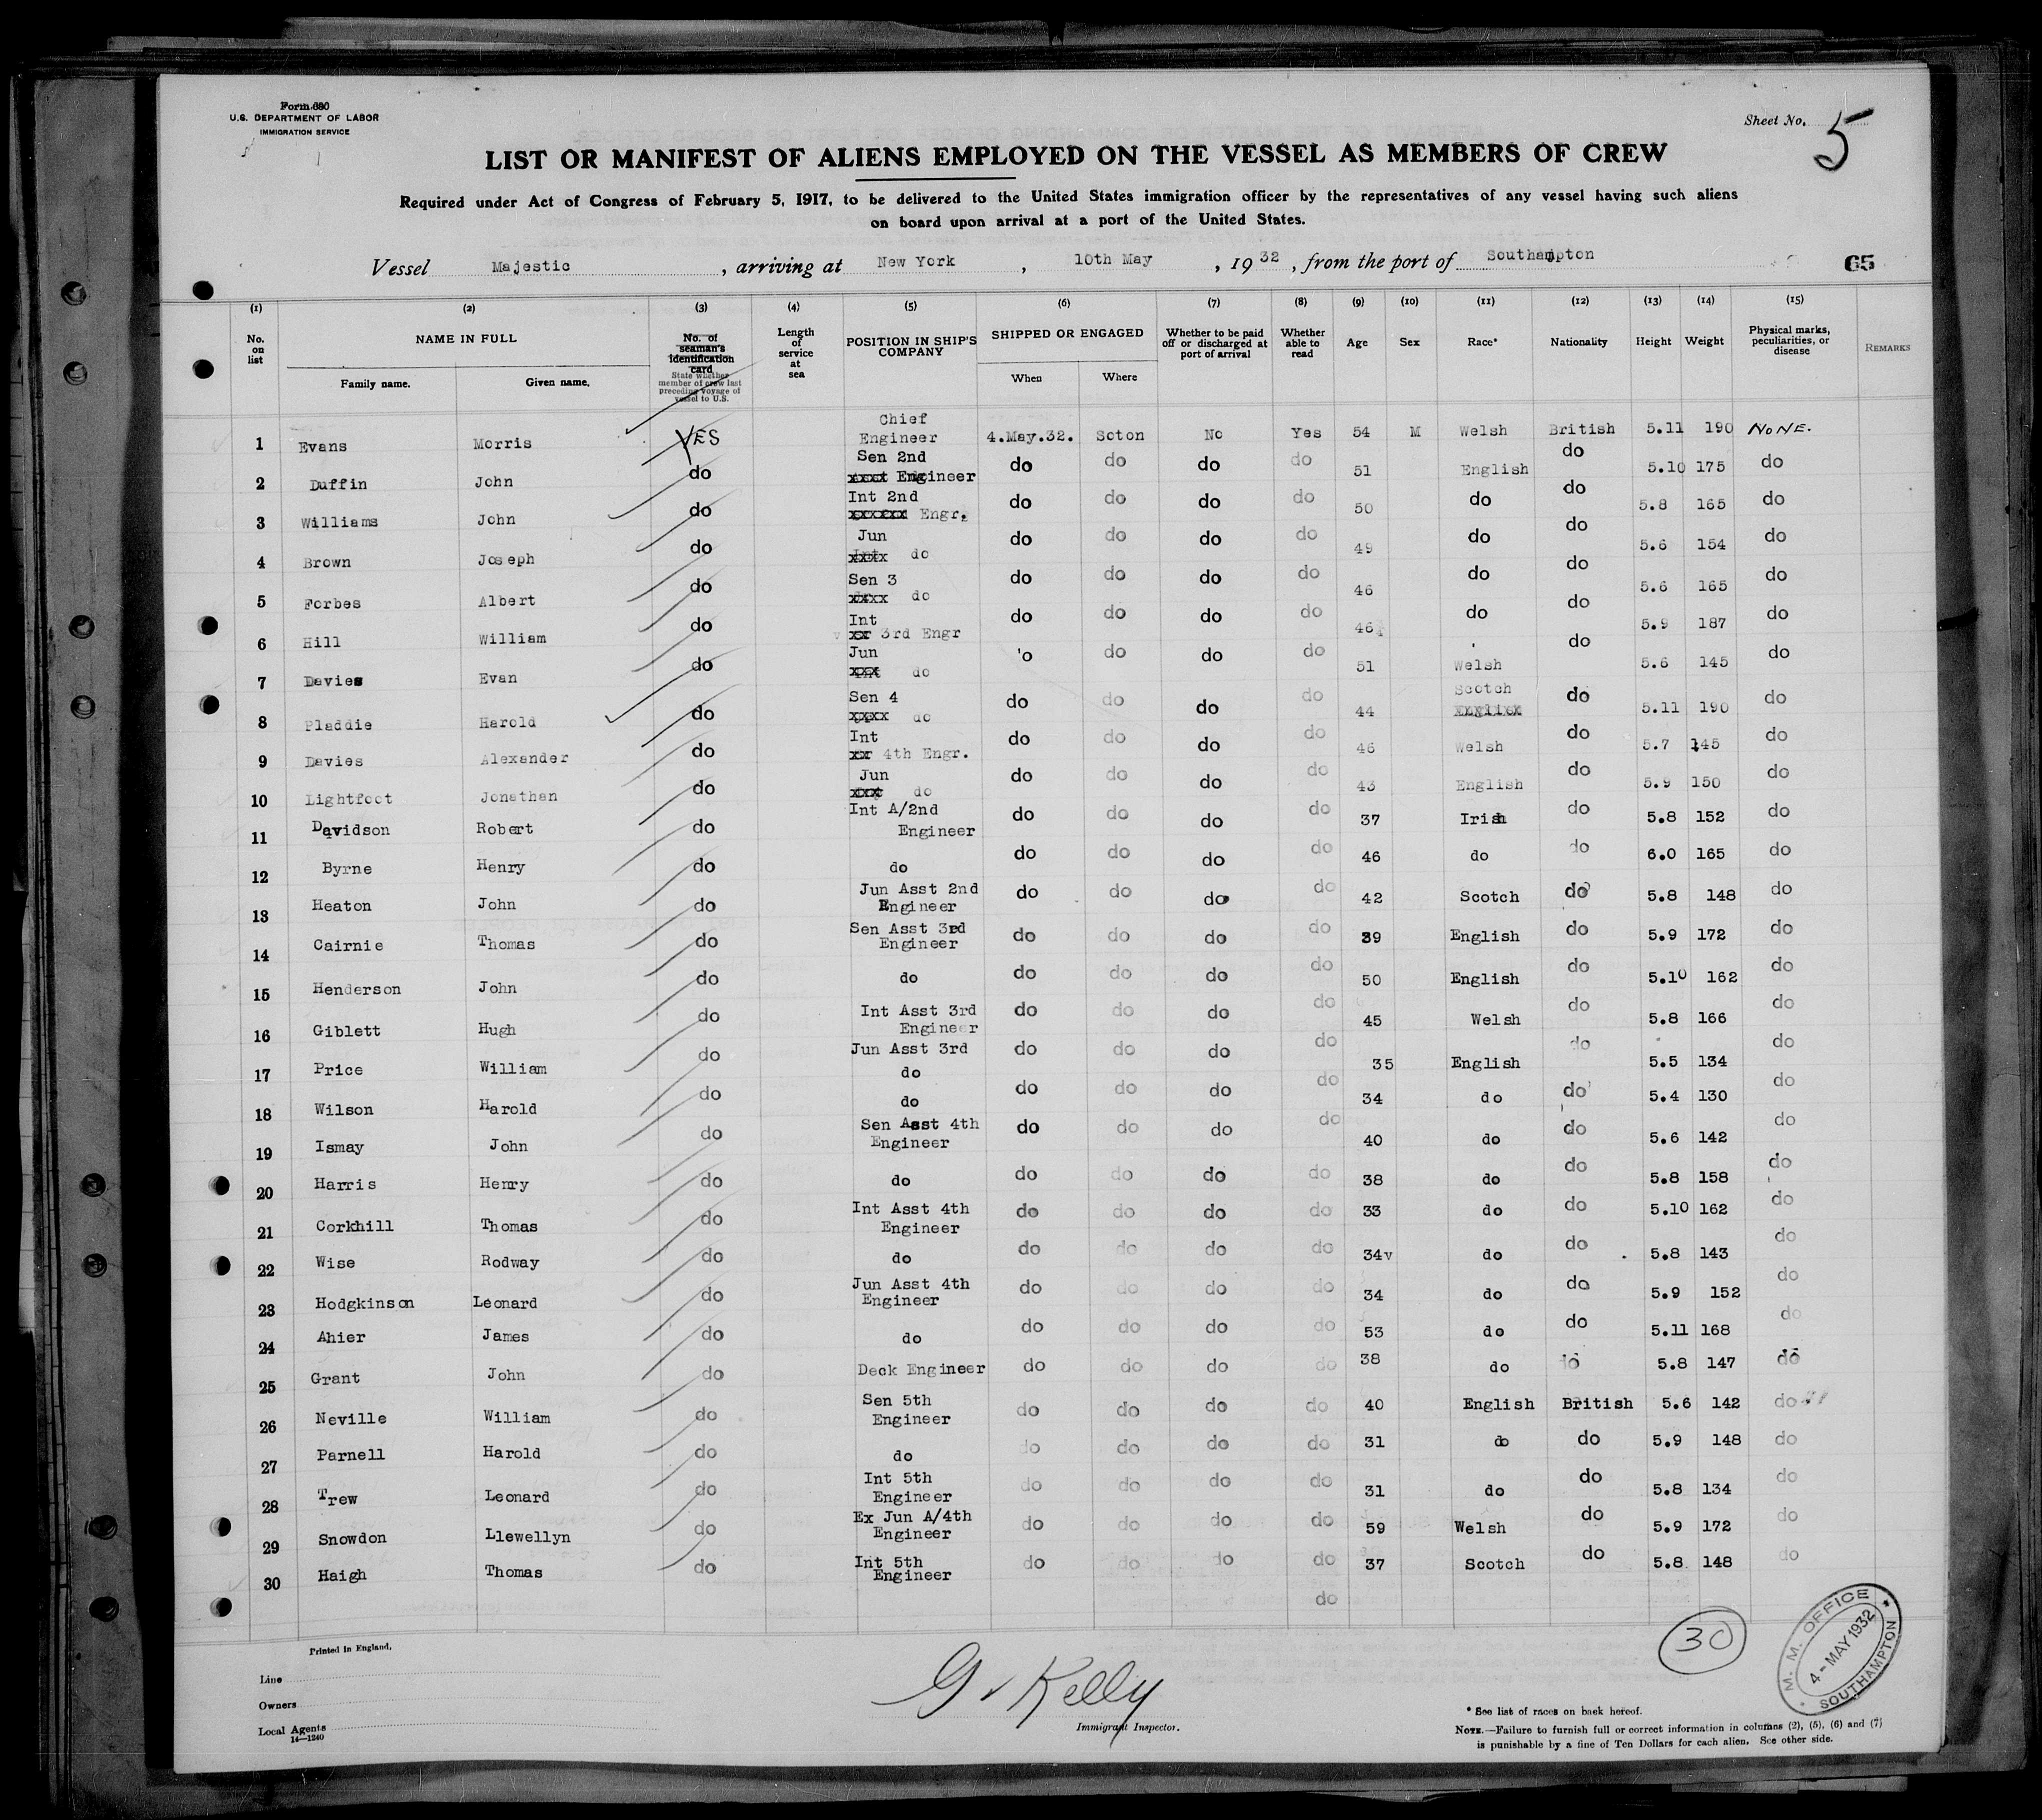 Form 680
U.S. DEPARTMENT OF LABOR
IMMIGRATION SERVICE
Sheet No. 5
LIST OR MANIFEST OF ALIENS EMPLOYED ON THE VESSEL AS MEMBERS OF CREW
Required under Act of Congress of February 5, 1917, to be delivered to the United States immigration officer by the representatives of any vessel having such aliens
on board upon arrival at a port of the United States.
Vessel Majestic, arriving at New York, 10th May, 1932, from the port of Southampton 65
(1) (2) (3) (4) (5) (6) (7) (8) (9) (10) (11) (12) (13) (14) (15)
No. on list NAME IN FULL Family name. Given name. No. of seaman's identification card State whether member of crew last preceding voyage of vessel to U.S. Length of service at sea POSITION IN SHIP'S COMPANY SHIPPED OR ENGAGED When Where Whether to be paid off or discharged at port of arrival Whether able to read Age Sex Race* Nationality Height Weight Physical marks, peculiarities, or disease REMARKS
1 Evans Morris YES Chief Engineer 4.May.32. Soton No Yes 54 M Welsh British 5.11 190 NONE.
2 Duffin John do Sen 2nd Engineer do do do do 51 English do 5.10 175 do
3 Williams John do Int 2nd Engr. do do do do 50 do do 5.8 165 do
4 Brown Joseph do Jun do do do do do 49 do do 5.6 154 do
5 Forbes Albert do Sen 3 do do do do do 46 do do 5.6 165 do
6 Hill William do Int 3rd Engr do do do do 46 do do 5.9 187 do
7 Davies Evan do Jun do 'o do do do 51 Welsh do 5.6 145 do
8 Pladdie Harold do Sen 4 do do do do do 44 Scotch do 5.11 190 do
9 Davies Alexander do Int 4th Engr. do do do do 46 Welsh do 5.7 145 do
10 Lightfoot Jonathan do Jun do do do do do 43 English do 5.9 150 do
11 Davidson Robert do Int A/2nd Engineer do do do do 37 Irish do 5.8 152 do
12 Byrne Henry do do do do do do 46 do do 6.0 165 do
13 Heaton John do Jun Asst 2nd Engineer do do do do 42 Scotch do 5.8 148 do
14 Cairnie Thomas do Sen Asst 3rd Engineer do do do do 39 English do 5.9 172 do
15 Henderson John do do do do do do 50 English do 5.10 162 do
16 Giblett Hugh do Int Asst 3rd Engineer do do do do 45 Welsh do 5.8 166 do
17 Price William do Jun Asst 3rd do do do do do 35 English do 5.5 134 do
18 Wilson Harold do do do do do do 34 do do 5.4 130 do
19 Ismay John do Sen Asst 4th Engineer do do do do 40 do do 5.6 142 do
20 Harris Henry do do do do do do 38 do do 5.8 158 do
21 Corkhill Thomas do Int Asst 4th Engineer do do do do 33 do do 5.10 162 do
22 Wise Rodway do do do do do do 34v do do 5.8 143 do
23 Hodgkinson Leonard do Jun Asst 4th Engineer do do do do 34 do do 5.9 152 do
24 Ahier James do do do do do do 53 do do 5.11 168 do
25 Grant John do Deck Engineer do do do do 38 do do 5.8 147 do
26 Neville William do Sen 5th Engineer do do do do 40 English British 5.6 142 do
27 Parnell Harold do do do do do do 31 do do 5.9 148 do
28 Trew Leonard do Int 5th Engineer do do do do 31 do do 5.8 134 do
29 Snowdon Llewellyn do Ex Jun A/4th Engineer do do do do 59 Welsh do 5.9 172 do
30 Haigh Thomas do Int 5th Engineer do do do do 37 Scotch do 5.8 148 do
do
Printed in England.
Line
Owners
Local Agents
14—1240
G. Kelly
Immigrant Inspector.
30
M. M. OFFICE
4 - MAY 1932
SOUTHAMPTON
* See list of races on back hereof.
NOTE.—Failure to furnish full or correct information in columns (2), (5), (6) and (7)
is punishable by a fine of Ten Dollars for each alien. See other side.